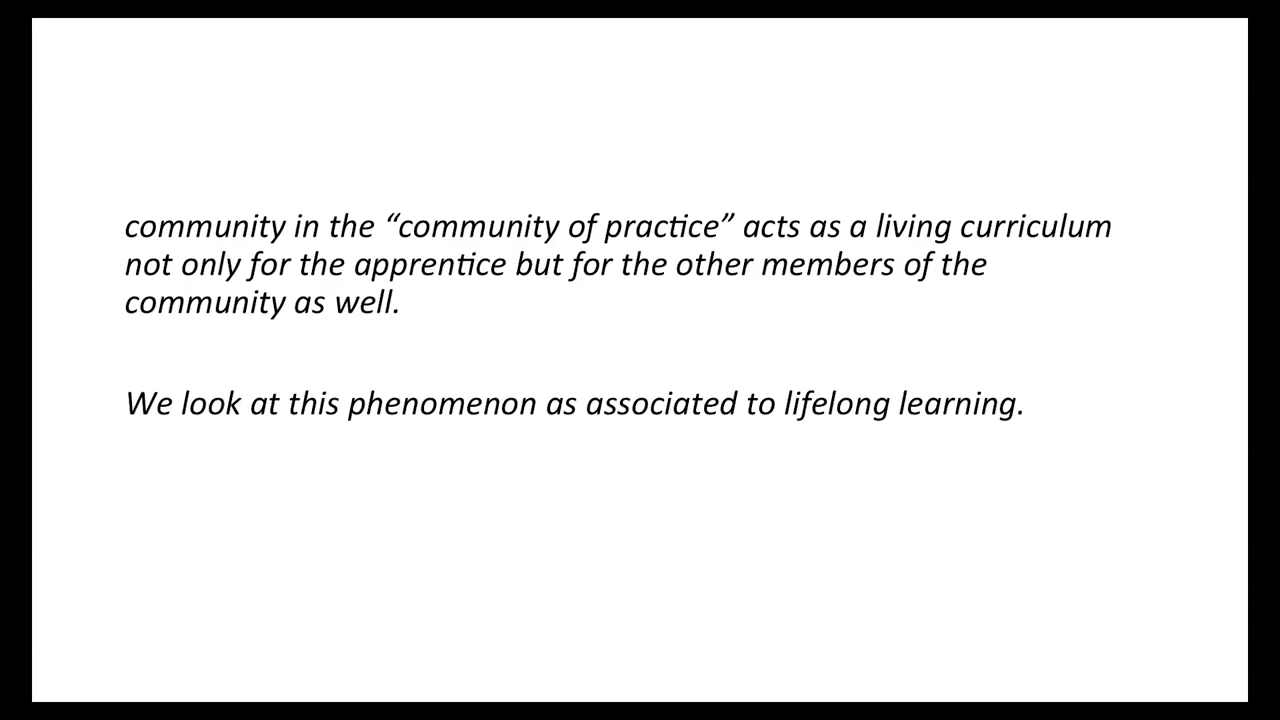 community in the “community of practice” acts as a living curriculum
not only for the apprentice but for the other members of the
community as well.
We look at this phenomenon as associated to lifelong learning.